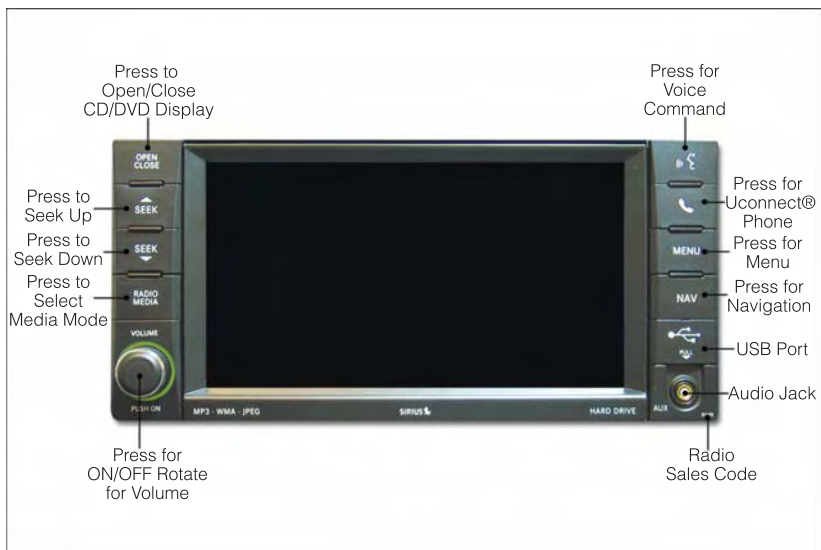 Press to
Open/Close
CD/DVD Display
Press for
Voice
Command
OPEN
CLOSE
Press to
Seek Up
SEEK
Press for
Uconnect®
Phone
Press to
Seek Down
SEEK
MENU
Press for
Menu
Press to
Select
Media Mode
RADIO
MEDIA
NAV
Press for
Navigation
VOLUME
PULL
USB Port
PUSH ON
MP3 · WMA · JPEG
SIRIUS
HARD DRIVE
AUX
Audio Jack
Press for
ON/OFF Rotate
for Volume
Radio
Sales Code